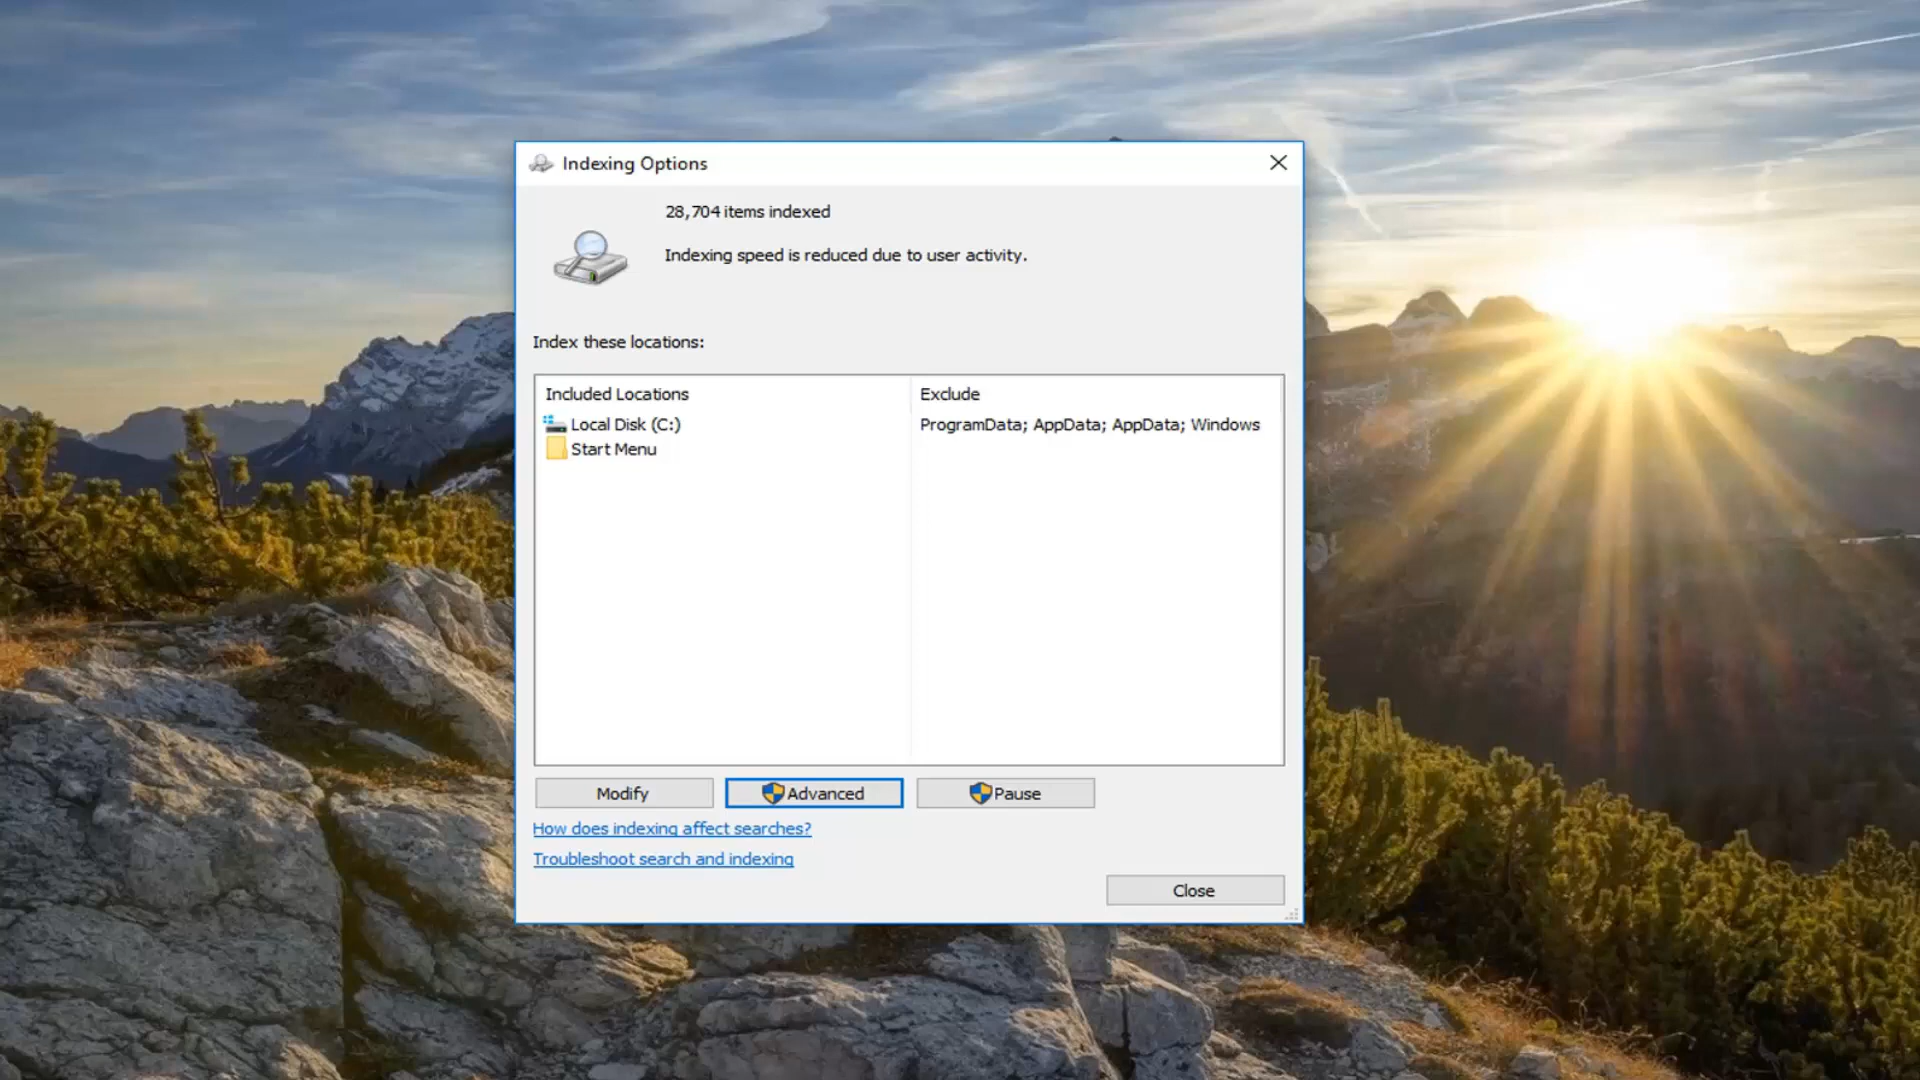 Indexing Options
28,704 items indexed
Indexing speed is reduced due to user activity.
Index these locations:
Included Locations
Exclude
Local Disk (C:)
ProgramData; AppData; AppData; Windows
Start Menu
Modify
Advanced
Pause
How does indexing affect searches?
Troubleshoot search and indexing
Close